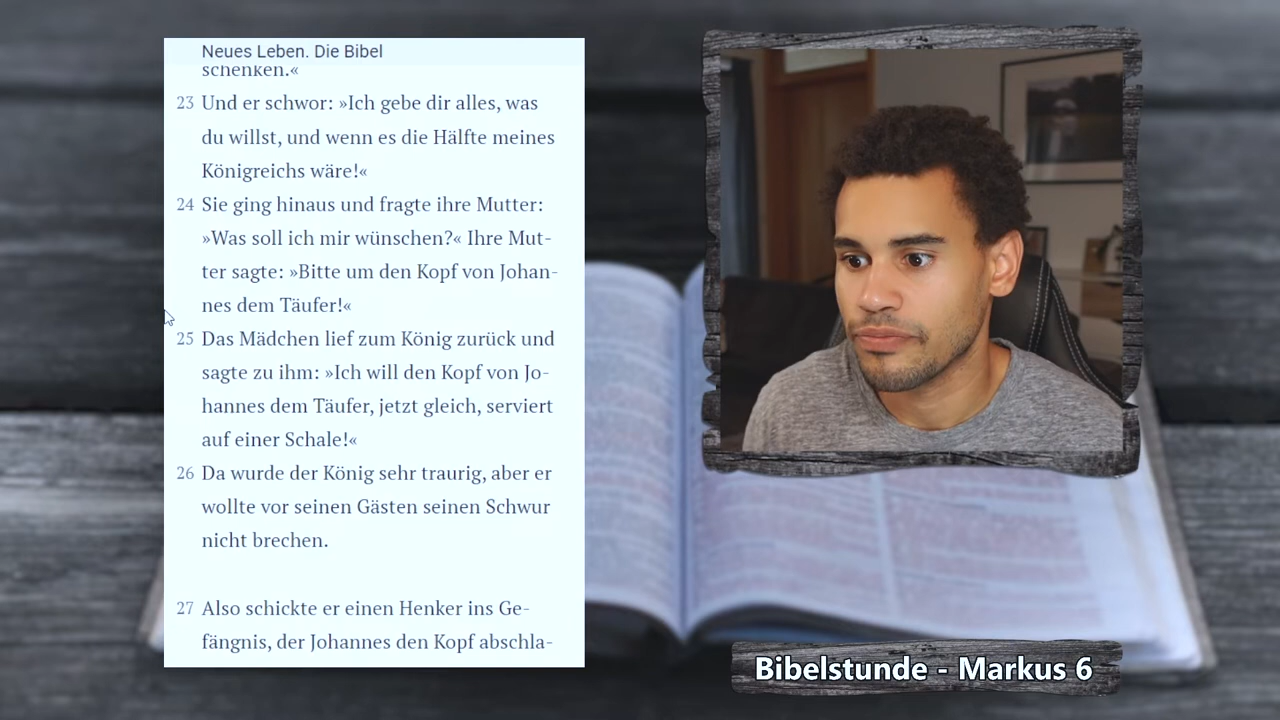 Neues Leben. Die Bibel
schenken.«
23 Und er schwor: »Ich gebe dir alles, was
du willst, und wenn es die Hälfte meines
Königreichs wäre!«
24 Sie ging hinaus und fragte ihre Mutter:
»Was soll ich mir wünschen?« Ihre Mut-
ter sagte: »Bitte um den Kopf von Johan-
nes dem Täufer!«
25 Das Mädchen lief zum König zurück und
sagte zu ihm: »Ich will den Kopf von Jo-
hannes dem Täufer, jetzt gleich, serviert
auf einer Schale!«
26 Da wurde der König sehr traurig, aber er
wollte vor seinen Gästen seinen Schwur
nicht brechen.
27 Also schickte er einen Henker ins Ge-
fängnis, der Johannes den Kopf abschla-
Bibelstunde - Markus 6